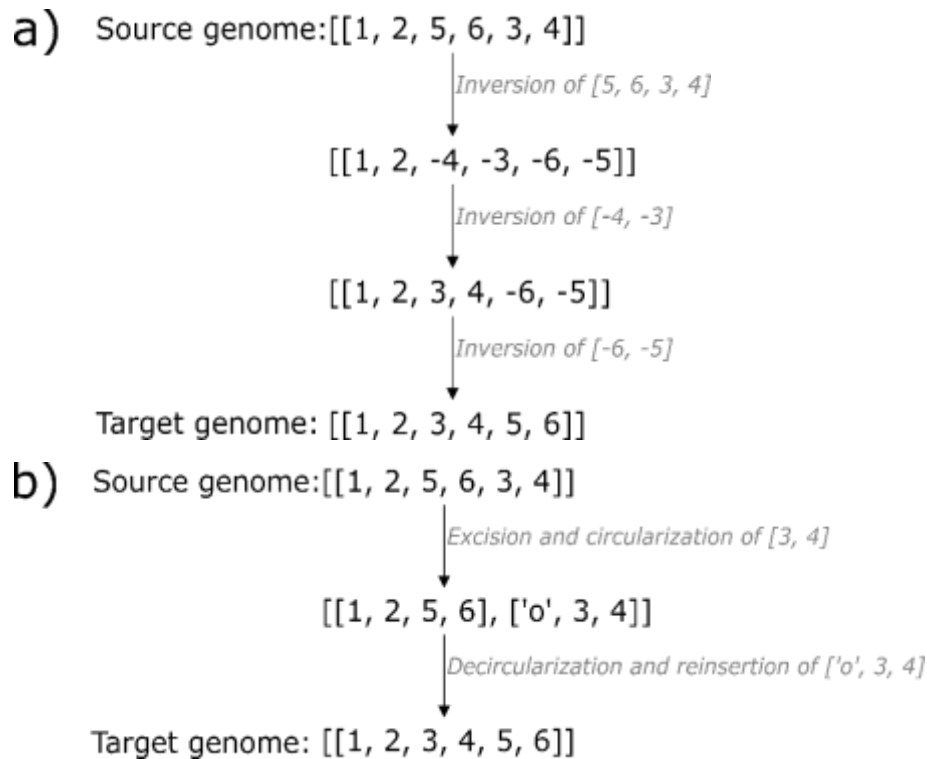 a) Source genome:[[1, 2, 5, 6, 3, 4]]
Inversion of [5, 6, 3, 4]
[[1, 2, -4, -3, -6, -5]]
Inversion of [-4, -3]
[[1, 2, 3, 4, -6, -5]]
Inversion of [-6, -5]
Target genome: [[1, 2, 3, 4, 5, 6]]
b) Source genome:[[1, 2, 5, 6, 3, 4]]
Excision and circularization of [3, 4]
[[1, 2, 5, 6], ['o', 3, 4]]
Decircularization and reinsertion of ['o', 3, 4]
Target genome: [[1, 2, 3, 4, 5, 6]]